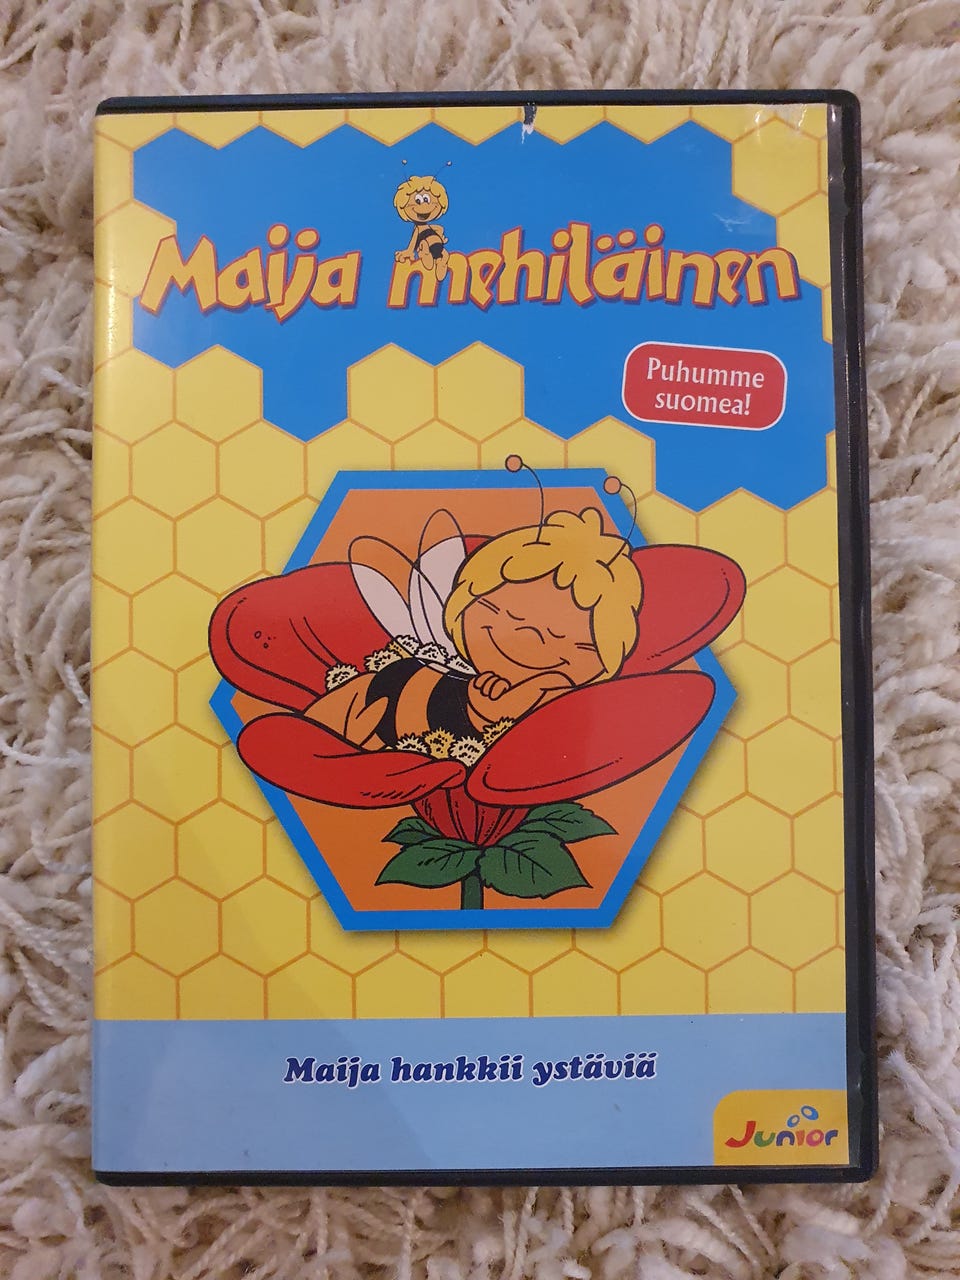 Maija mehiläinen
Puhumme
suomea!
Maija hankkii ystäviä
Junior